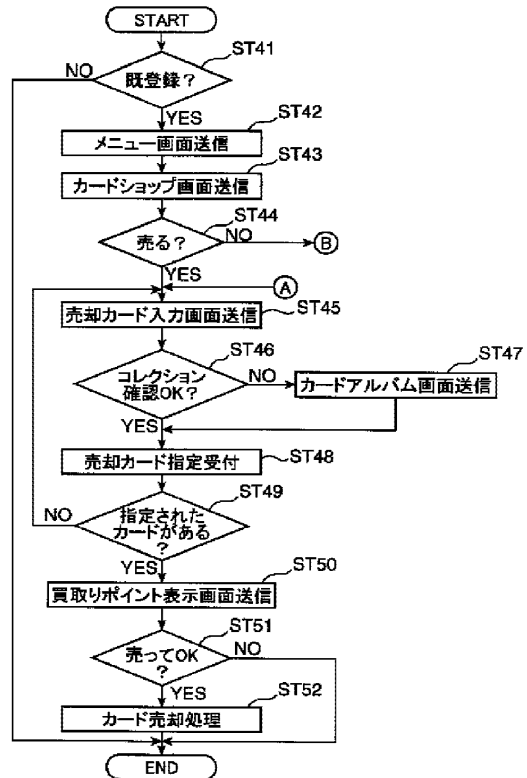 START
ST41
NO
既登録？
YES
ST42
メニュー画面送信
ST43
カードショップ画面送信
ST44
売る？
NO
B
YES
A
売却カード入力画面送信
ST45
ST46
コレクション
確認OK？
NO
ST47
カードアルバム画面送信
YES
売却カード指定受付
ST48
ST49
NO
指定された
カードがある
？
YES
ST50
買取りポイント表示画面送信
ST51
売ってOK
？
NO
YES
ST52
カード売却処理
END